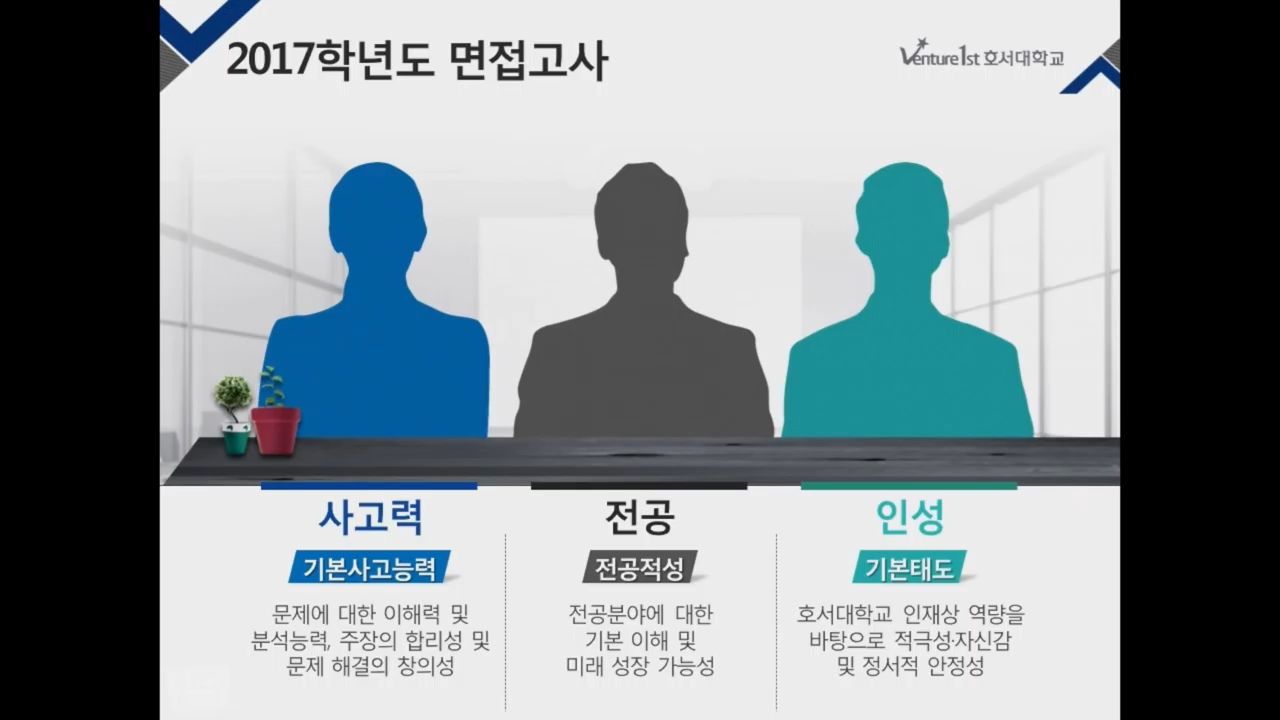 2017학년도 면접고사
Venture1st 호서대학교
사고력
기본사고능력
문제에 대한 이해력 및
분석능력, 주장의 합리성 및
문제 해결의 창의성
전공
전공적성
전공분야에 대한
기본 이해 및
미래 성장 가능성
인성
기본태도
호서대학교 인재상 역량을
바탕으로 적극성·자신감
및 정서적 안정성